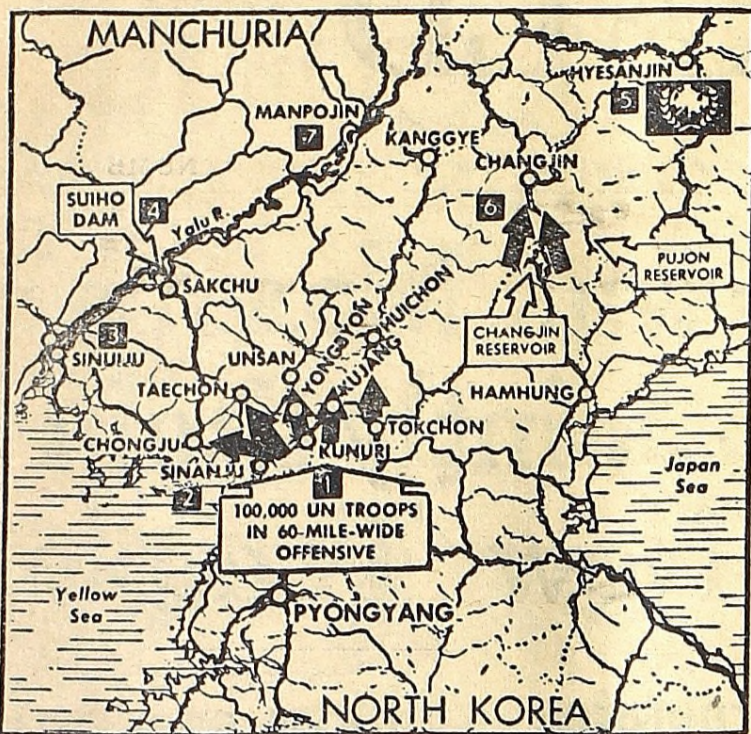 MANCHURIA
HYESANJIN
5
MANPOJIN
7
KANGGYE
CHANGJIN
SUIHO
DAM
4
6
Yalu R.
PUJON
RESERVOIR
SAKCHU
HUICHON
YONGBYON
KUJANG
CHANGJIN
RESERVOIR
3
SINUIJU
UNSAN
TAECHON
HAMHUNG
CHONGJU
TOKCHON
KUNURI
SINANJU
Japan
Sea
2
1
100,000 UN TROOPS
IN 60-MILE-WIDE
OFFENSIVE
Yellow
Sea
PYONGYANG
NORTH KOREA